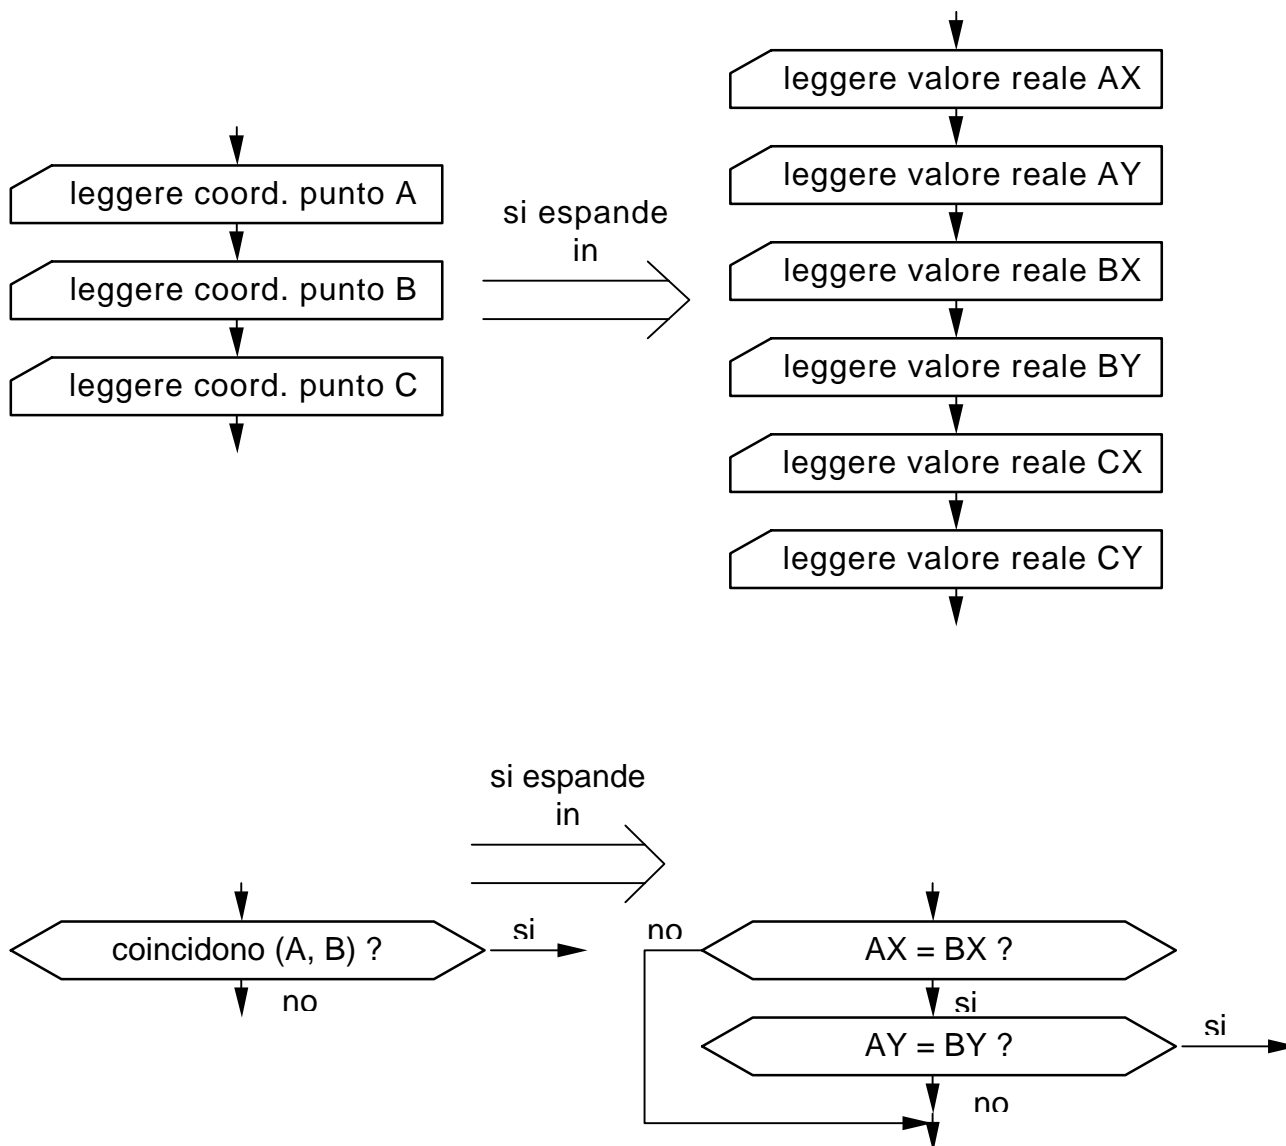 leggere coord. punto A
leggere coord. punto B
leggere coord. punto C
si espande
in
leggere valore reale AX
leggere valore reale AY
leggere valore reale BX
leggere valore reale BY
leggere valore reale CX
leggere valore reale CY
si espande
in
coincidono (A, B) ?
si
no
no
AX = BX ?
si
AY = BY ?
si
no